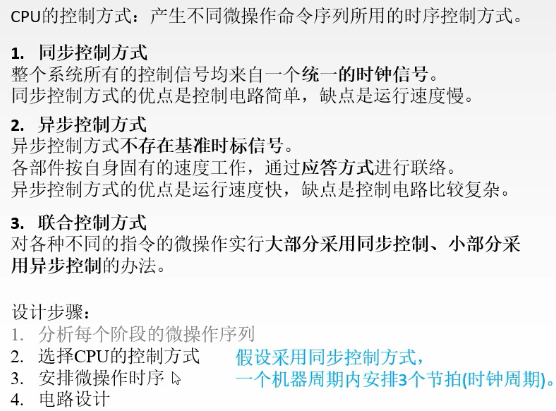 CPU的控制方式：产生不同微操作命令序列所用的时序控制方式。
1. 同步控制方式
整个系统所有的控制信号均来自一个统一的时钟信号。
同步控制方式的优点是控制电路简单，缺点是运行速度慢。
2. 异步控制方式
异步控制方式不存在基准时标信号。
各部件按自身固有的速度工作，通过应答方式进行联络。
异步控制方式的优点是运行速度快，缺点是控制电路比较复杂。
3. 联合控制方式
对各种不同的指令的微操作实行大部分采用同步控制、小部分采
用异步控制的办法。
设计步骤：
1. 分析每个阶段的微操作序列
2. 选择CPU的控制方式 假设采用同步控制方式，
3. 安排微操作时序 一个机器周期内安排3个节拍(时钟周期)。
4. 电路设计